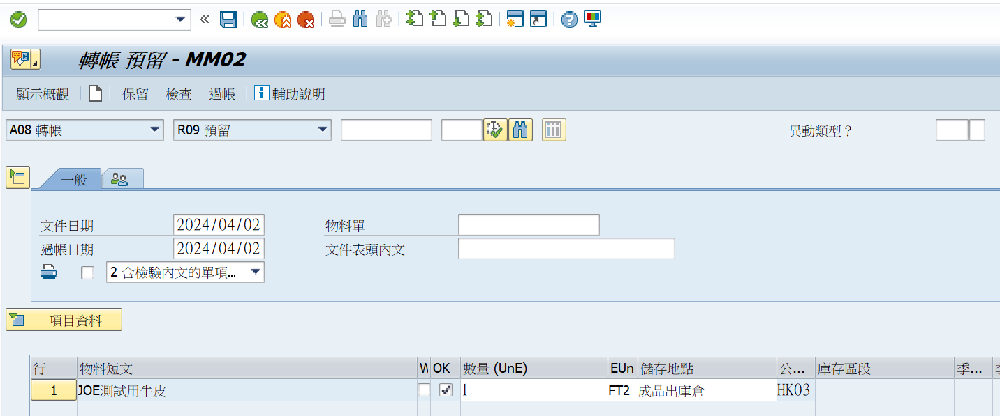 轉帳 預留 - MM02
顯示概觀 保留 檢查 過帳 輔助說明
A08 轉帳 R09 預留 異動類型？
一般
文件日期 2024/04/02 物料單
過帳日期 2024/04/02 文件表頭內文
2 含檢驗內文的單項...
項目資料
行 物料短文 W OK 數量 (UnE) EUn 儲存地點 公... 庫存區段 季...
1 JOE測試用牛皮 1 FT2 成品出庫倉 HK03